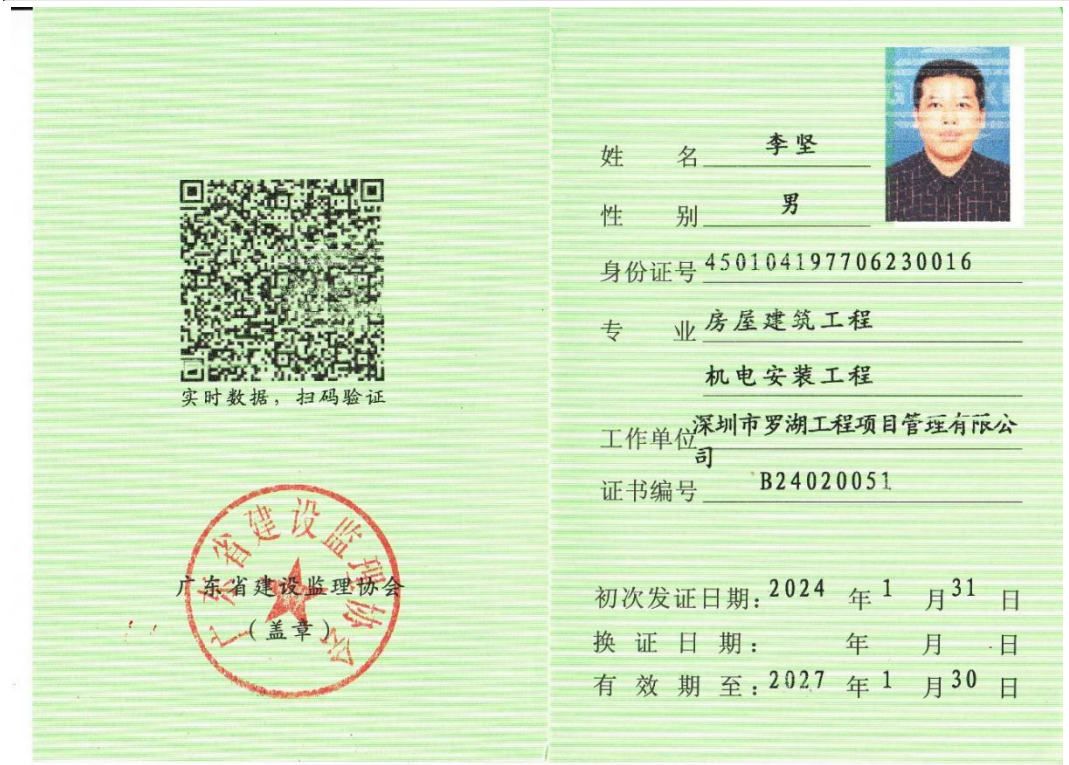 实时数据，扫码验证
广东省建设监理协会
广东省建设监理协会
（盖章）
姓 名 李坚
性 别 男
身份证号 450104197706230016
专 业 房屋建筑工程
机电安装工程
工作单位 深圳市罗湖工程项目管理有限公
司
证书编号 B24020051
初次发证日期：2024 年 1 月 31 日
换证日期： 年 月 日
有效期至：2027 年 1 月 30 日